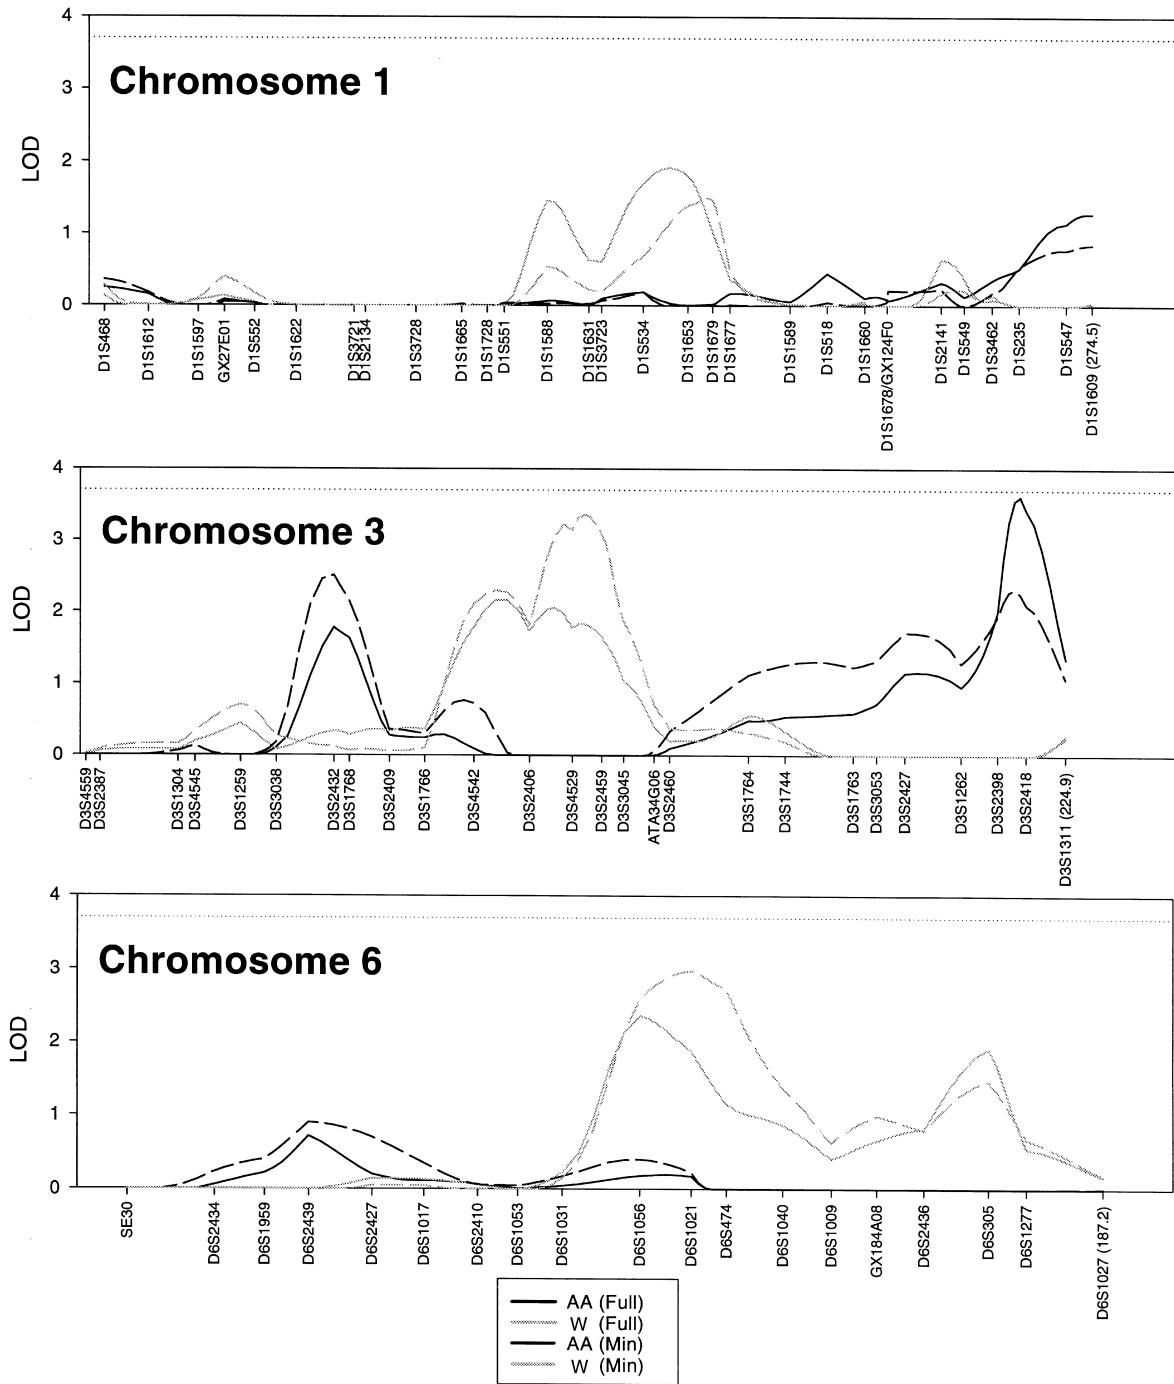 4
3
2
1
0
LOD
Chromosome 1
D1S468
D1S1612
D1S1597
GX27E01
D1S552
D1S1622
D1S3721
D1S2134
D1S3728
D1S1665
D1S1728
D1S551
D1S1588
D1S1631
D1S3723
D1S534
D1S1653
D1S1679
D1S1677
D1S1589
D1S518
D1S1660
D1S1678/GX124F0
D1S2141
D1S549
D1S3462
D1S235
D1S547
D1S1609 (274.5)
4
3
2
1
0
LOD
Chromosome 3
D3S4559
D3S2387
D3S1304
D3S4545
D3S1259
D3S3038
D3S2432
D3S1768
D3S2409
D3S1766
D3S4542
D3S2406
D3S4529
D3S2459
D3S3045
ATA34G06
D3S2460
D3S1764
D3S1744
D3S1763
D3S3053
D3S2427
D3S1262
D3S2398
D3S2418
D3S1311 (224.9)
4
3
2
1
0
LOD
Chromosome 6
SE30
D6S2434
D6S1959
D6S2439
D6S2427
D6S1017
D6S2410
D6S1053
D6S1031
D6S1056
D6S1021
D6S474
D6S1040
D6S1009
GX184A08
D6S2436
D6S305
D6S1277
D6S1027 (187.2)
AA (Full)
W (Full)
AA (Min)
W (Min)